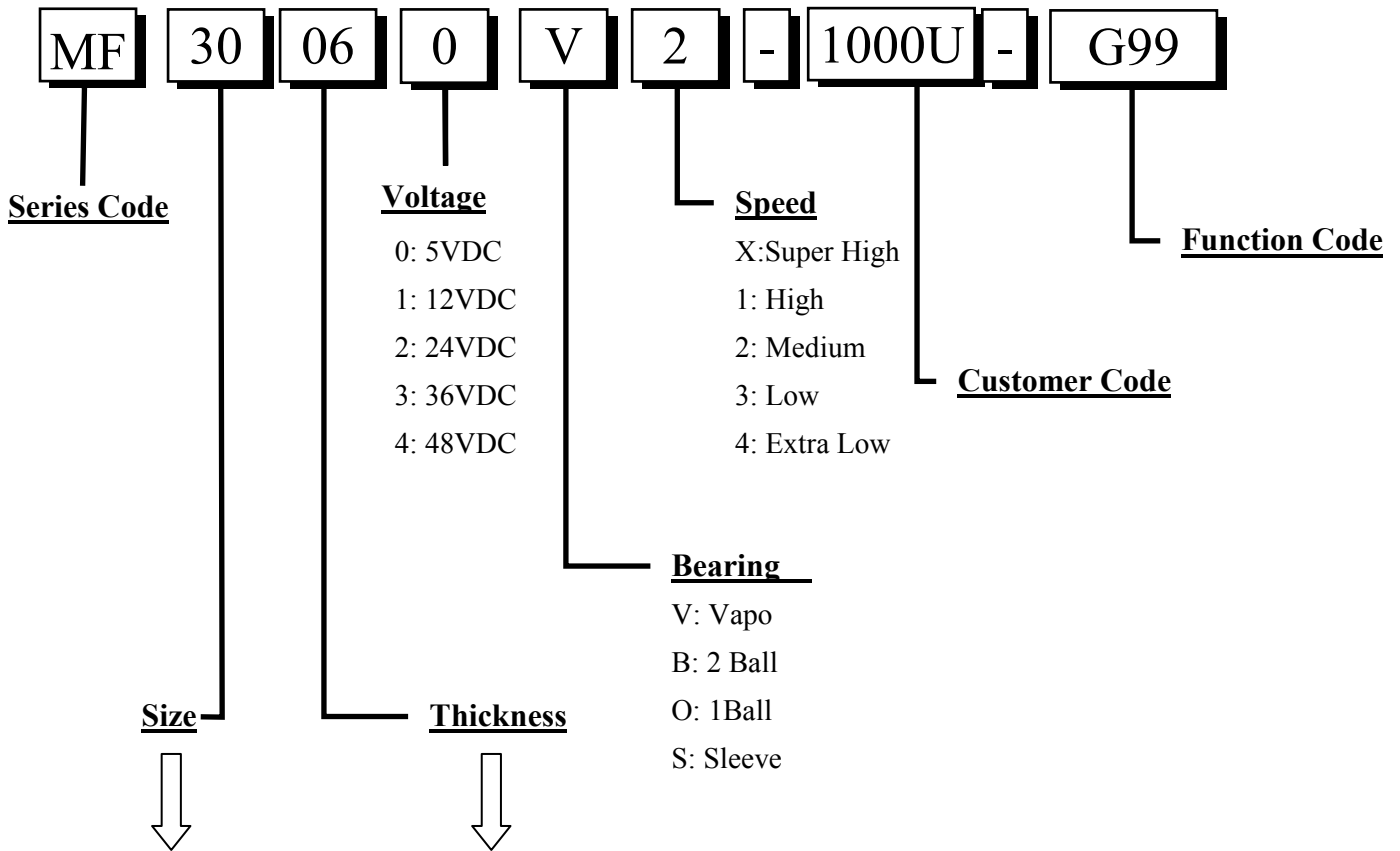 MF 30 06 0 V 2 - 1000U - G99
Series Code
Voltage
0: 5VDC
1: 12VDC
2: 24VDC
3: 36VDC
4: 48VDC
Speed
X:Super High
1: High
2: Medium
3: Low
4: Extra Low
Function Code
Customer Code
Bearing
V: Vapo
B: 2 Ball
O: 1Ball
S: Sleeve
Size
Thickness